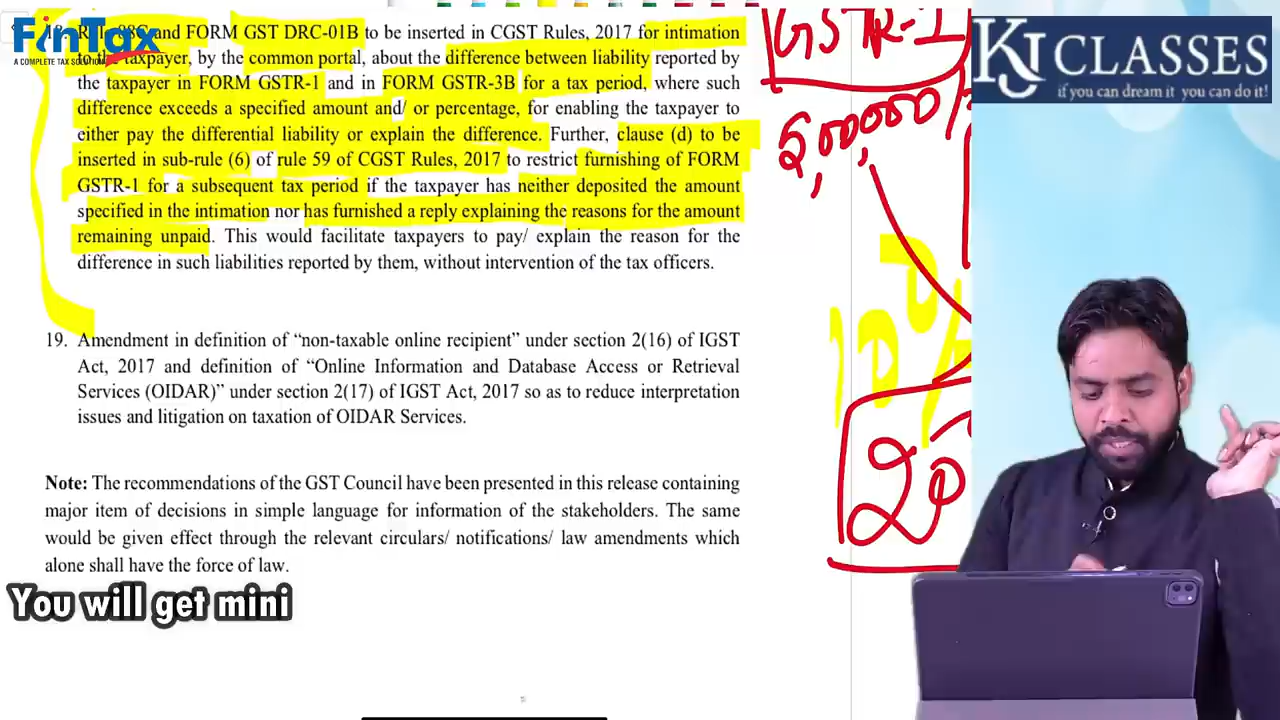 FinTax
A COMPLETE TAX SOLUTION
and FORM GST DRC-01B to be inserted in CGST Rules, 2017 for intimation
taxpayer, by the common portal, about the difference between liability reported by
the taxpayer in FORM GSTR-1 and in FORM GSTR-3B for a tax period, where such
difference exceeds a specified amount and/ or percentage, for enabling the taxpayer to
either pay the differential liability or explain the difference. Further, clause (d) to be
inserted in sub-rule (6) of rule 59 of CGST Rules, 2017 to restrict furnishing of FORM
GSTR-1 for a subsequent tax period if the taxpayer has neither deposited the amount
specified in the intimation nor has furnished a reply explaining the reasons for the amount
remaining unpaid. This would facilitate taxpayers to pay/ explain the reason for the
difference in such liabilities reported by them, without intervention of the tax officers.
19. Amendment in definition of “non-taxable online recipient” under section 2(16) of IGST
Act, 2017 and definition of “Online Information and Database Access or Retrieval
Services (OIDAR)” under section 2(17) of IGST Act, 2017 so as to reduce interpretation
issues and litigation on taxation of OIDAR Services.
Note: The recommendations of the GST Council have been presented in this release containing
major item of decisions in simple language for information of the stakeholders. The same
would be given effect through the relevant circulars/ notifications/ law amendments which
alone shall have the force of law.
You will get mini
GSTR-1
10%
20
KJ CLASSES
if you can dream it you can do it!